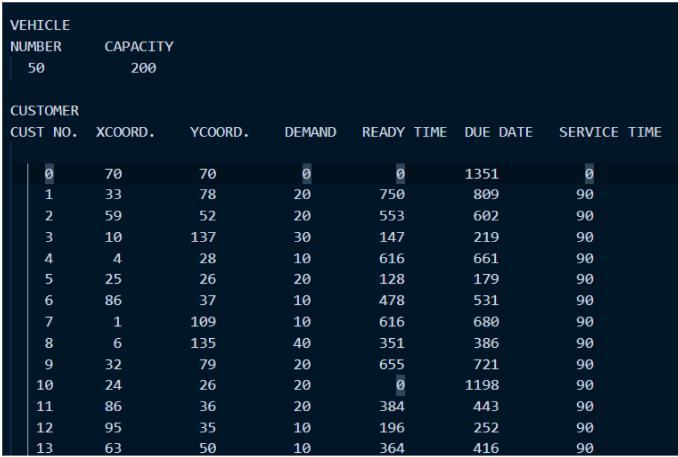 VEHICLE
NUMBER CAPACITY
50 200
CUSTOMER
CUST NO. XCOORD. YCOORD. DEMAND READY TIME DUE DATE SERVICE TIME
0 70 70 0 0 1351 0
1 33 78 20 750 809 90
2 59 52 20 553 602 90
3 10 137 30 147 219 90
4 4 28 10 616 661 90
5 25 26 20 128 179 90
6 86 37 10 478 531 90
7 1 109 10 616 680 90
8 6 135 40 351 386 90
9 32 79 20 655 721 90
10 24 26 20 0 1198 90
11 86 36 20 384 443 90
12 95 35 10 196 252 90
13 63 50 10 364 416 90